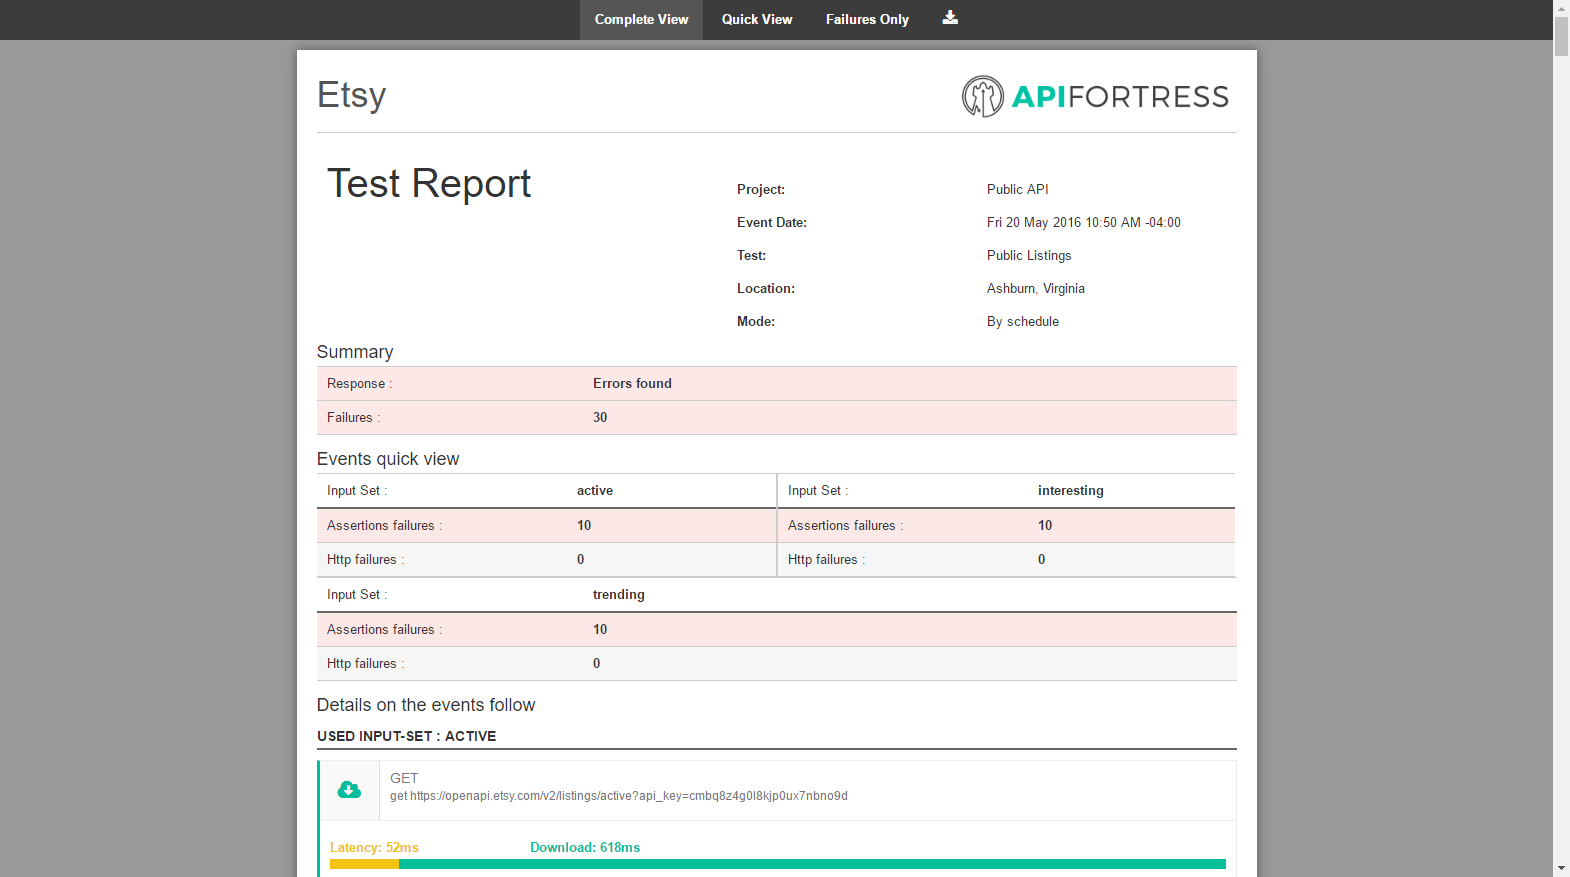 Complete View Quick View Failures Only
Etsy
APIFORTRESS
Test Report
Project: Public API
Event Date: Fri 20 May 2016 10:50 AM -04:00
Test: Public Listings
Location: Ashburn, Virginia
Mode: By schedule
Summary
Response : Errors found
Failures : 30
Events quick view
Input Set : active Input Set : interesting
Assertions failures : 10 Assertions failures : 10
Http failures : 0 Http failures : 0
Input Set : trending
Assertions failures : 10
Http failures : 0
Details on the events follow
USED INPUT-SET : ACTIVE
GET
get https://openapi.etsy.com/v2/listings/active?api_key=cmbq8z4g0l8kjp0ux7nbno9d
Latency: 52ms Download: 618ms